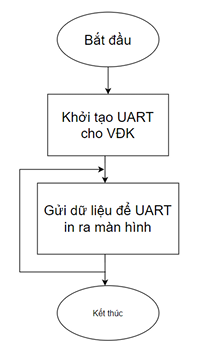 Bắt đầu
Khởi tạo UART
cho VĐK
Gửi dữ liệu để UART
in ra màn hình
Kết thúc